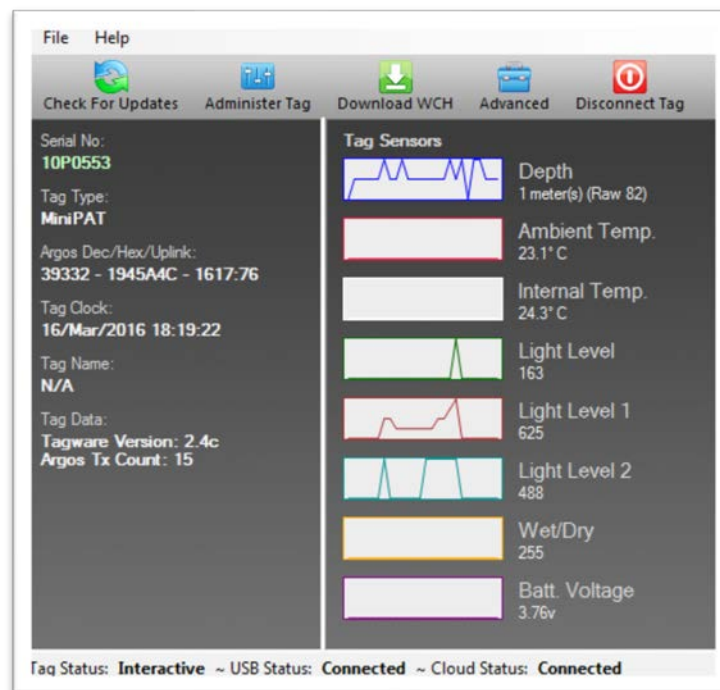 File Help
Check For Updates Administer Tag Download WCH Advanced Disconnect Tag
Serial No:
10P0553
Tag Type:
MiniPAT
Argos Dec/Hex/Uplink:
39332 - 1945A4C - 1617:76
Tag Clock:
16/Mar/2016 18:19:22
Tag Name:
N/A
Tag Data:
Tagware Version: 2.4c
Argos Tx Count: 15
Tag Sensors
Depth
1 meter(s) (Raw 82)
Ambient Temp.
23.1° C
Internal Temp.
24.3° C
Light Level
163
Light Level 1
625
Light Level 2
488
Wet/Dry
255
Batt. Voltage
3.76v
Tag Status: Interactive ~ USB Status: Connected ~ Cloud Status: Connected